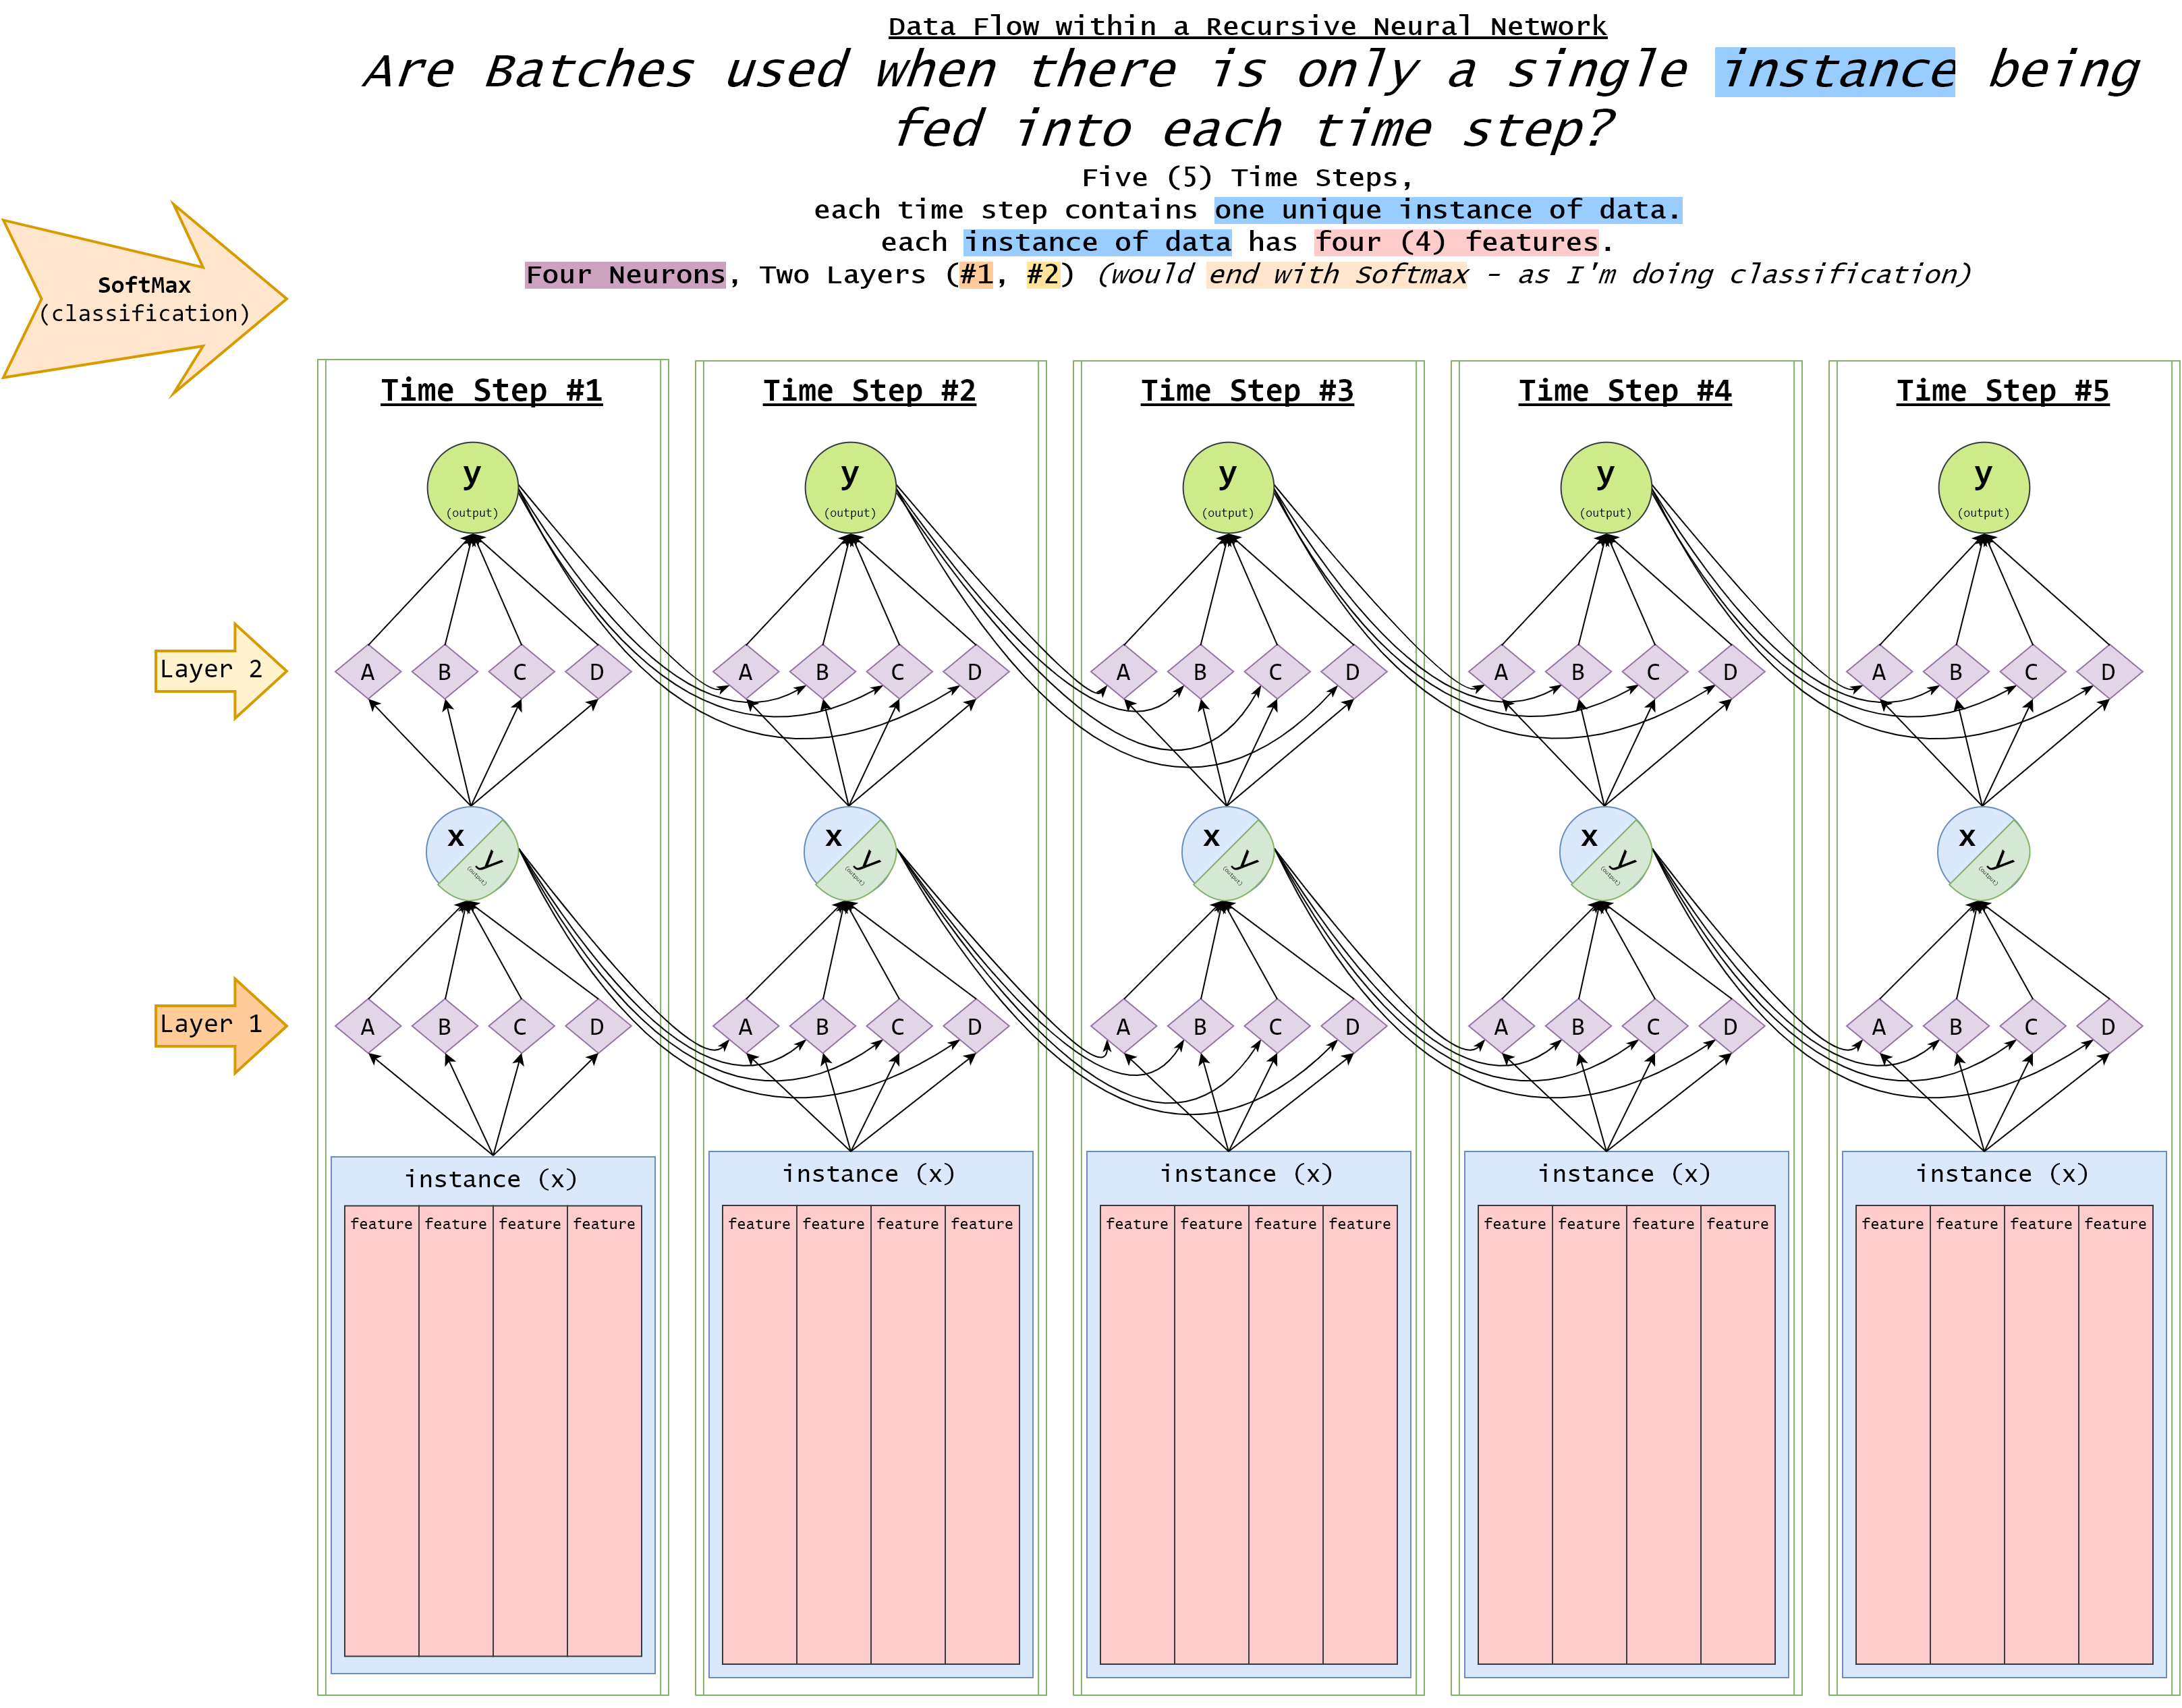 Data Flow within a Recursive Neural Network
Are Batches used when there is only a single instance being
fed into each time step?
Five (5) Time Steps,
each time step contains one unique instance of data.
each instance of data has four (4) features.
Four Neurons, Two Layers (#1, #2) (would end with Softmax - as I'm doing classification)
SoftMax
(classification)
Time Step #1 Time Step #2 Time Step #3 Time Step #4 Time Step #5
y y y y y
(output) (output) (output) (output) (output)
Layer 2 A B C D A B C D A B C D A B C D A B C D
x y x y x y x y x y
(output) (output) (output) (output) (output)
Layer 1 A B C D A B C D A B C D A B C D A B C D
instance (x) instance (x) instance (x) instance (x) instance (x)
feature feature feature feature feature feature feature feature feature feature feature feature feature feature feature feature feature feature feature feature